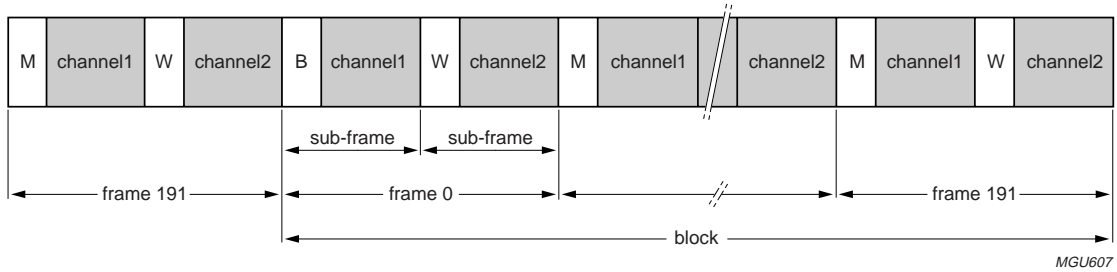 M channel1 W channel2 B channel1 W channel2 M channel1 channel2 M channel1 W channel2
sub-frame sub-frame
frame 191 frame 0 frame 191
block
MGU607